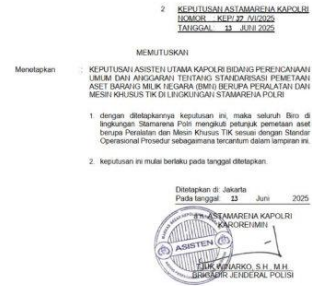 2 KEPUTUSAN ASTAMARENA KAPOLRI
NOMOR : KEP/ 37 /VI/2025
TANGGAL 13 JUNI 2025
MEMUTUSKAN
Menetapkan : KEPUTUSAN ASISTEN UTAMA KAPOLRI BIDANG PERENCANAAN
UMUM DAN ANGGARAN TENTANG STANDARISASI PEMETAAN
ASET BARANG MILIK NEGARA (BMN) BERUPA PERALATAN DAN
MESIN KHUSUS TIK DI LINGKUNGAN STAMARENA POLRI
1. dengan ditetapkannya keputusan ini, maka seluruh Biro di
lingkungan Stamarena Polri mengikuti petunjuk pemetaan aset
berupa Peralatan dan Mesin Khusus TIK sesuai dengan Standar
Operasional Prosedur sebagaimana tercantum dalam lampiran ini.
2. keputusan ini mulai berlaku pada tanggal ditetapkan.
Ditetapkan di: Jakarta
Pada tanggal: 13 Juni 2025
ASTAMARENA KAPOLRI
KARORENMIN
ASISTEN
WINARKO, S.H., M.H.
BRIGADIR JENDERAL POLISI